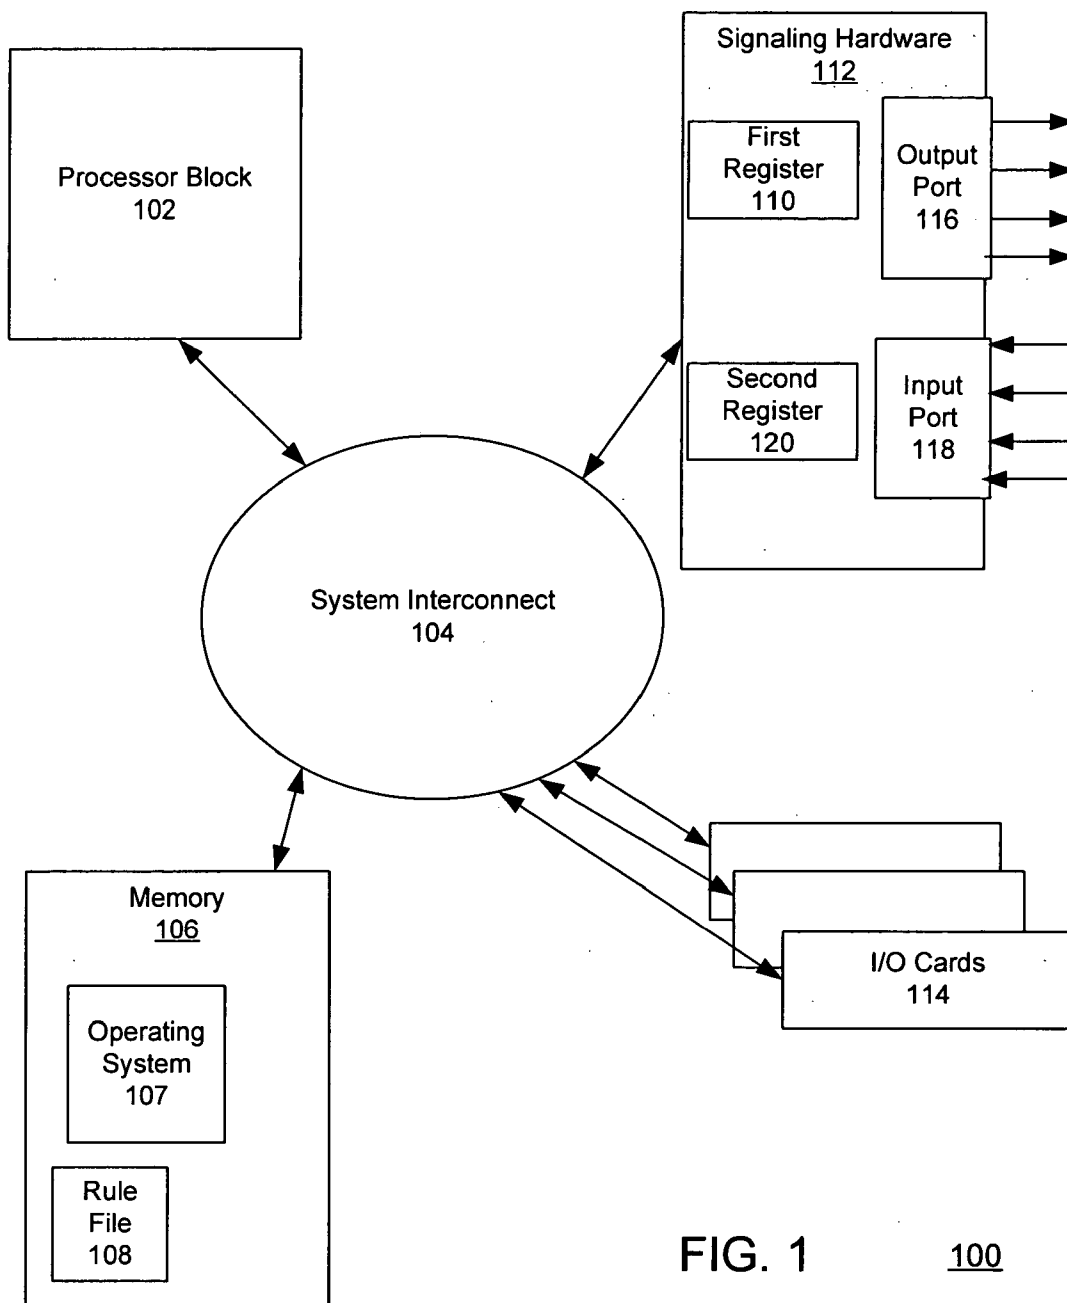 Signaling Hardware
112
First
Register
110
Output
Port
116
Processor Block
102
Second
Register
120
Input
Port
118
System Interconnect
104
Memory
106
Operating
System
107
Rule
File
108
I/O Cards
114
FIG. 1
100